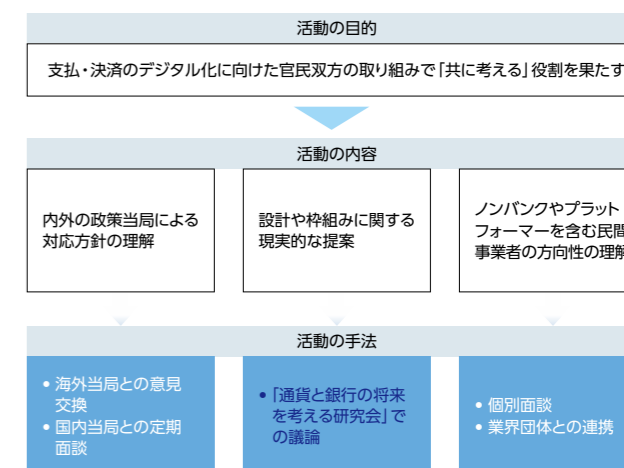 活動の目的
支払・決済のデジタル化に向けた官民双方の取り組みで「共に考える」役割を果たす
活動の内容
内外の政策当局による
対応方針の理解
設計や枠組みに関する
現実的な提案
ノンバンクやプラット
フォーマーを含む民間
事業者の方向性の理解
活動の手法
• 海外当局との意見
交換
• 国内当局との定期
面談
• 「通貨と銀行の将来
を考える研究会」で
の議論
• 個別面談
• 業界団体との連携